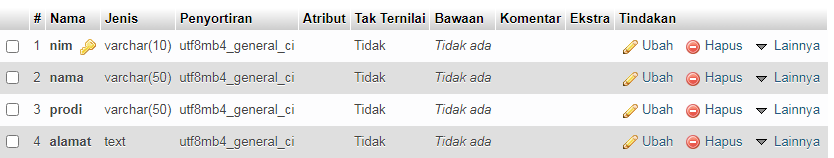 # Nama Jenis Penyortiran Atribut Tak Ternilai Bawaan Komentar Ekstra Tindakan
1 nim varchar(10) utf8mb4_general_ci Tidak Tidak ada Ubah Hapus Lainnya
2 nama varchar(50) utf8mb4_general_ci Tidak Tidak ada Ubah Hapus Lainnya
3 prodi varchar(50) utf8mb4_general_ci Tidak Tidak ada Ubah Hapus Lainnya
4 alamat text utf8mb4_general_ci Tidak Tidak ada Ubah Hapus Lainnya